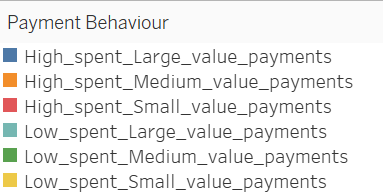 Payment Behaviour
High_spent_Large_value_payments
High_spent_Medium_value_payments
High_spent_Small_value_payments
Low_spent_Large_value_payments
Low_spent_Medium_value_payments
Low_spent_Small_value_payments